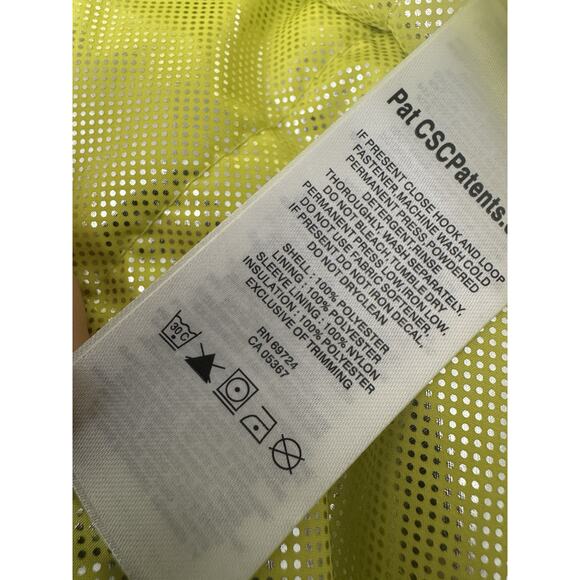 Pat CSCPatents.
IF PRESENT CLOSE HOOK AND LOOP
FASTENER.MACHINE WASH COLD
PERMANENT PRESS.POWDERED
DETERGENT.RINSE
THOROUGHLY.WASH SEPARATELY.
DO NOT BLEACH.TUMBLE DRY
PERMANENT PRESS LOW.IRON LOW.
DO NOT USE FABRIC SOFTENER.
IF PRESENT DO NOT IRON DECAL.
DO NOT DRYCLEAN
SHELL : 100% POLYESTER
LINING : 100% POLYESTER
SLEEVE LINING : 100% NYLON
INSULATION : 100% POLYESTER
EXCLUSIVE OF TRIMMING
RN 69724
CA 05367
30C